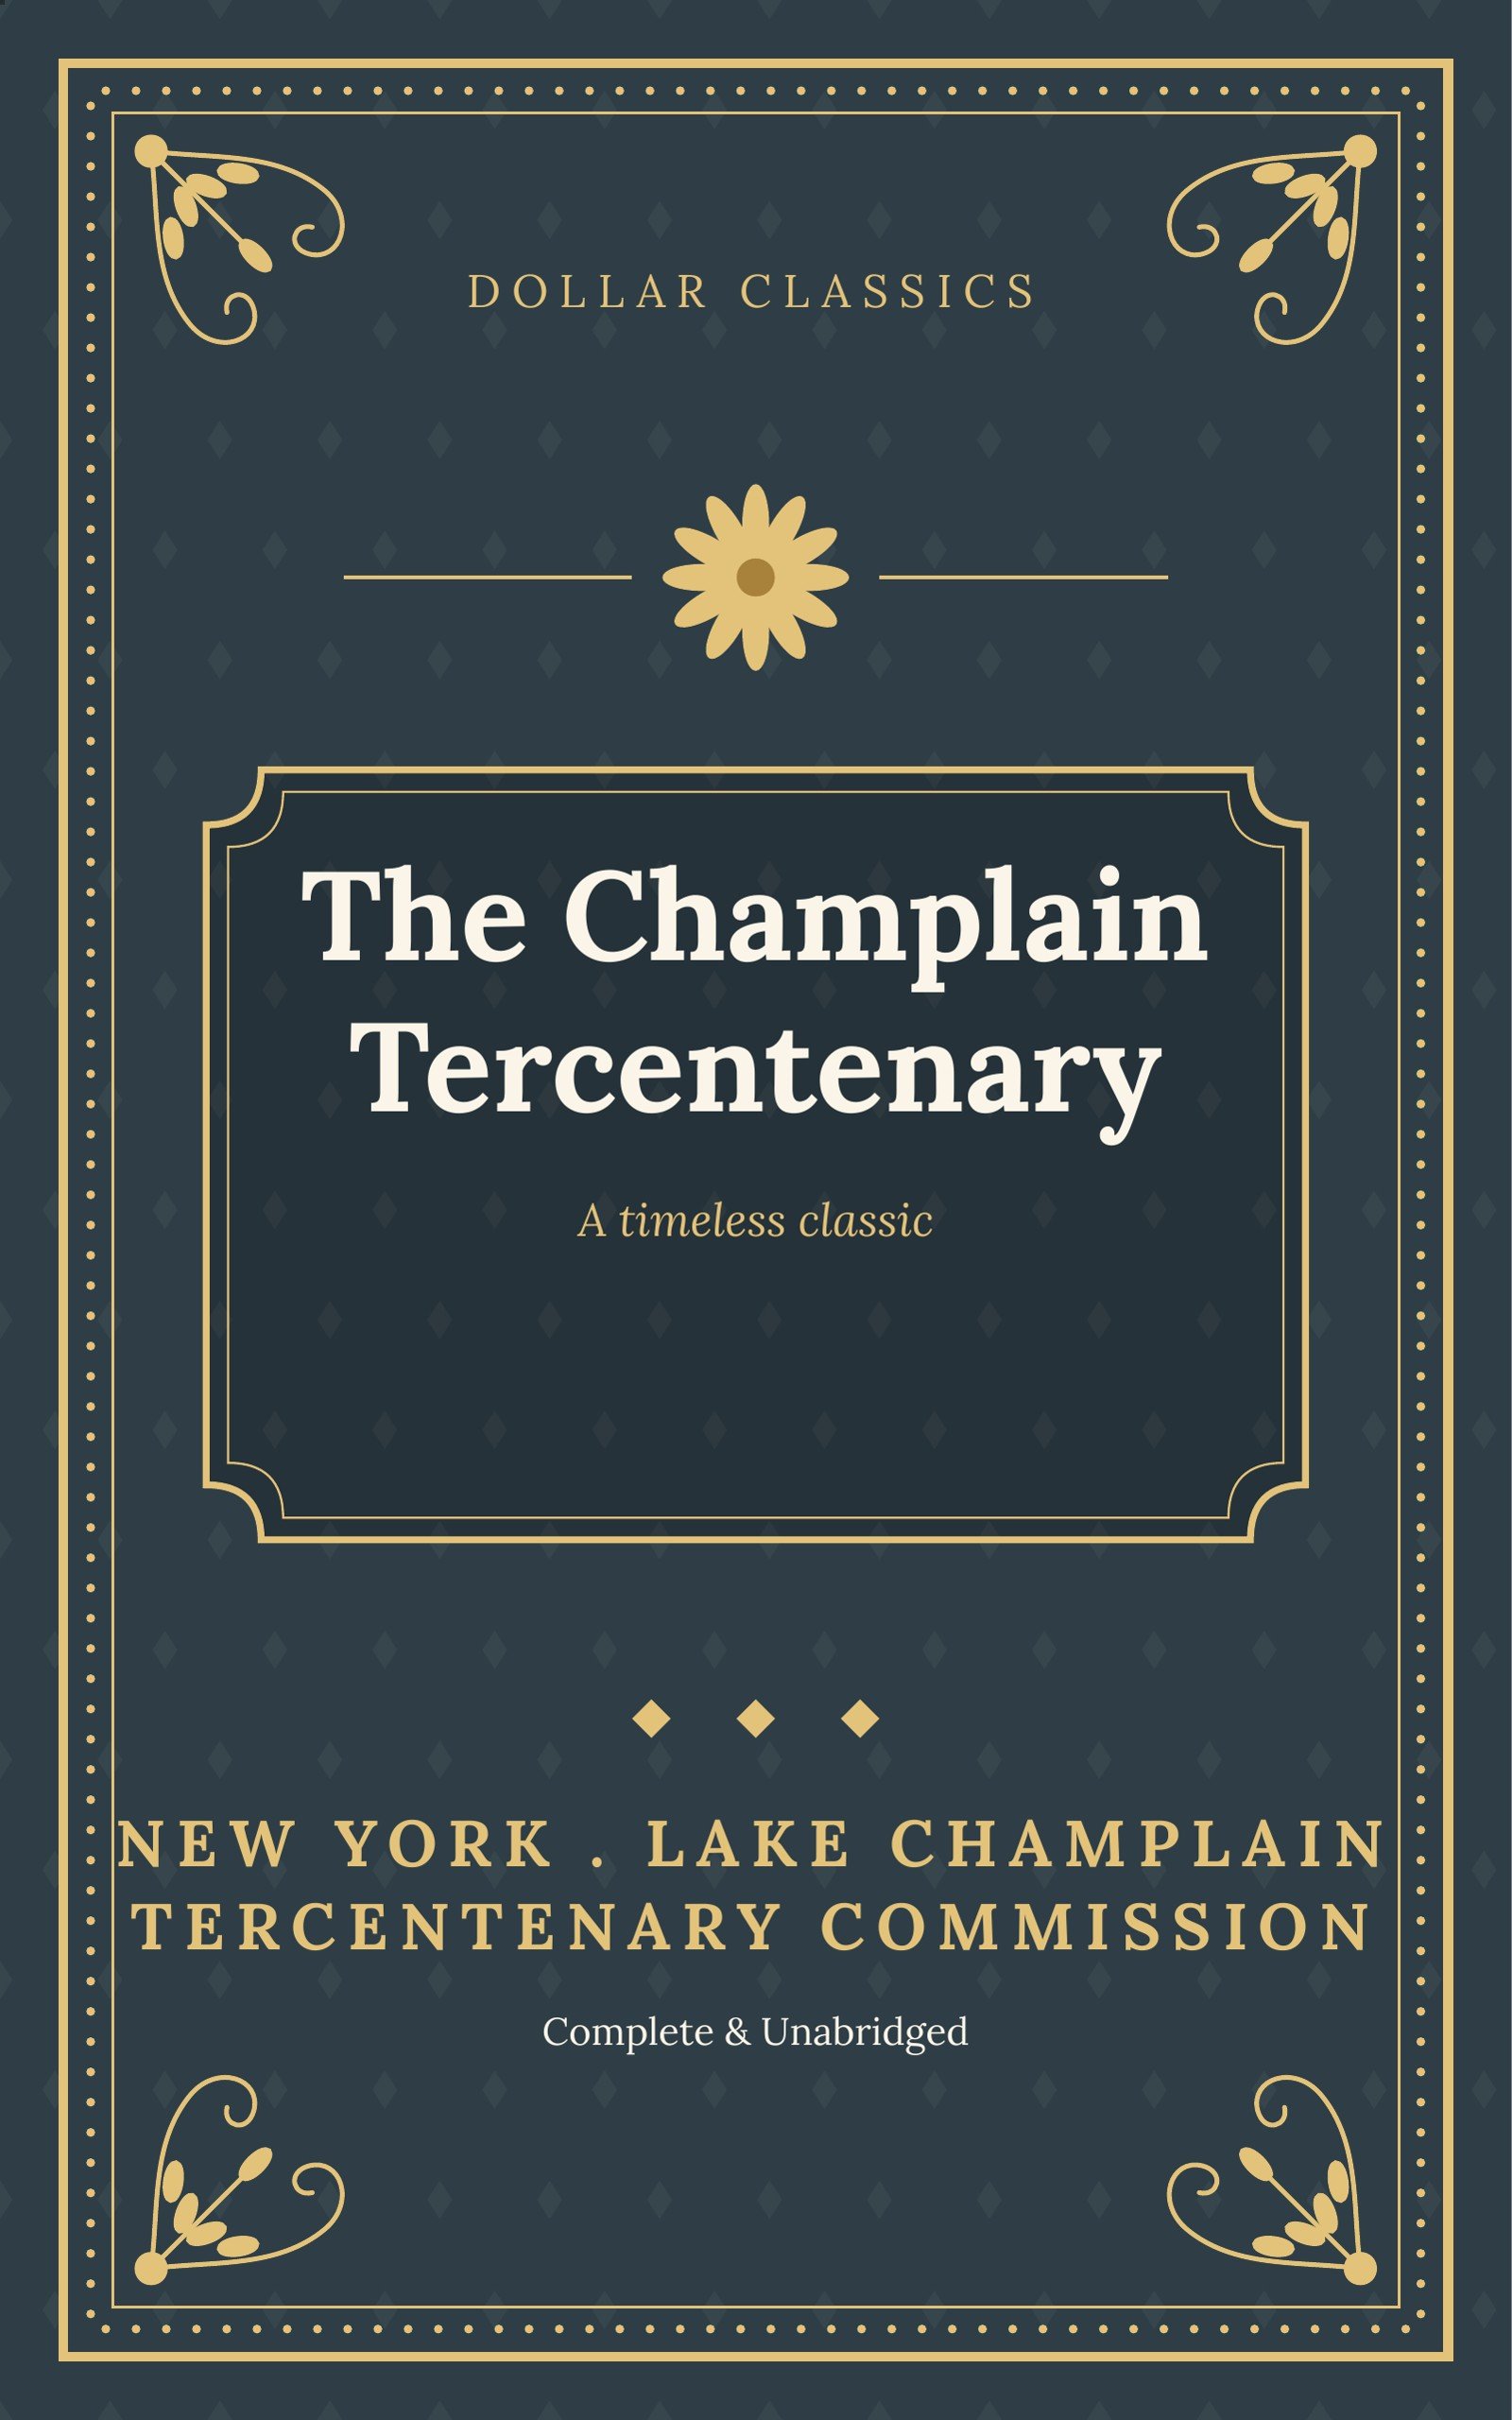 DOLLAR CLASSICS
The Champlain
Tercentenary
A timeless classic
NEW YORK . LAKE CHAMPLAIN
TERCENTENARY COMMISSION
Complete & Unabridged